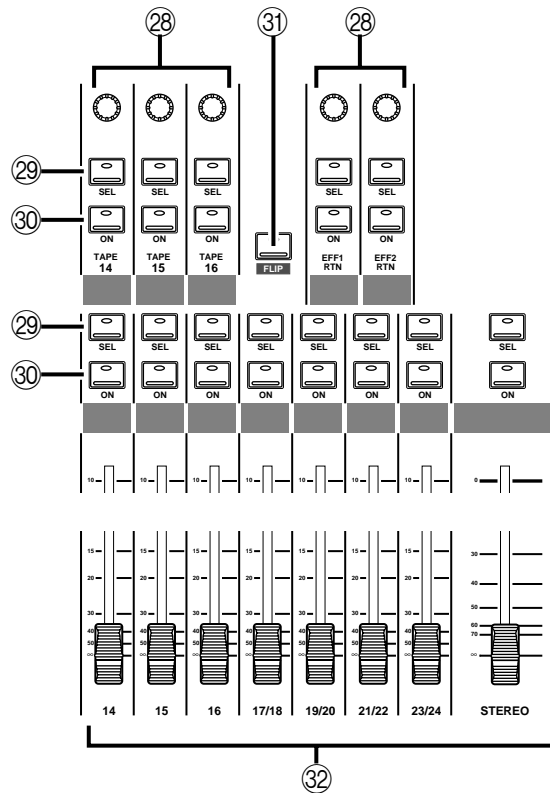 28 31 28
29 SEL SEL SEL SEL SEL
30 ON ON ON ON ON
TAPE TAPE TAPE EFF1 EFF2
14 15 16 RTN RTN
FLIP
29 SEL SEL SEL SEL SEL SEL SEL SEL
30 ON ON ON ON ON ON ON ON
10 10 10 10 10 10 10 0
15 15 15 15 15 15 15 30
20 20 20 20 20 20 20 40
30 30 30 30 30 30 30 50
40 40 40 40 40 40 40 60
50 50 50 50 50 50 50 70
∞ ∞ ∞ ∞ ∞ ∞ ∞ ∞
14 15 16 17/18 19/20 21/22 23/24 STEREO
32